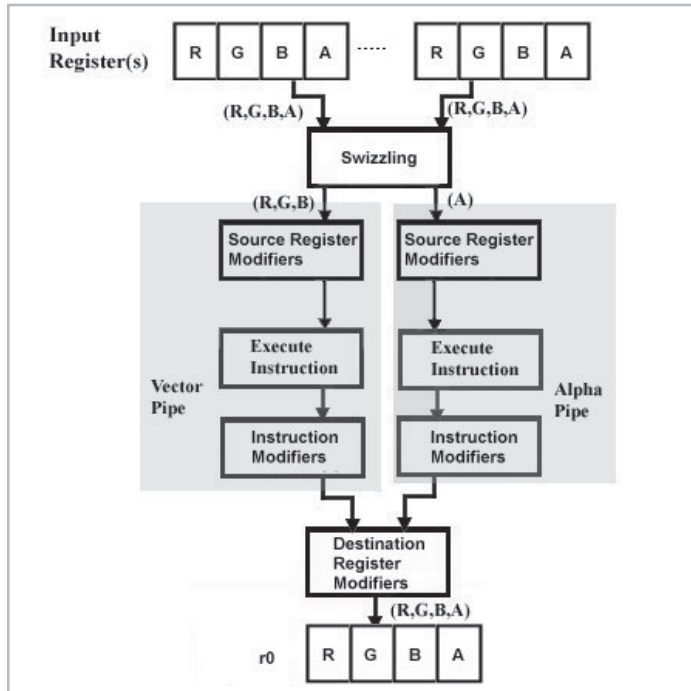 Input
Register(s)
R G B A ..... R G B A
(R,G,B,A) (R,G,B,A)
Swizzling
(R,G,B) (A)
Source Register
Modifiers
Source Register
Modifiers
Execute
Instruction
Execute
Instruction
Vector
Pipe
Alpha
Pipe
Instruction
Modifiers
Instruction
Modifiers
Destination
Register
Modifiers
(R,G,B,A)
r0 R G B A